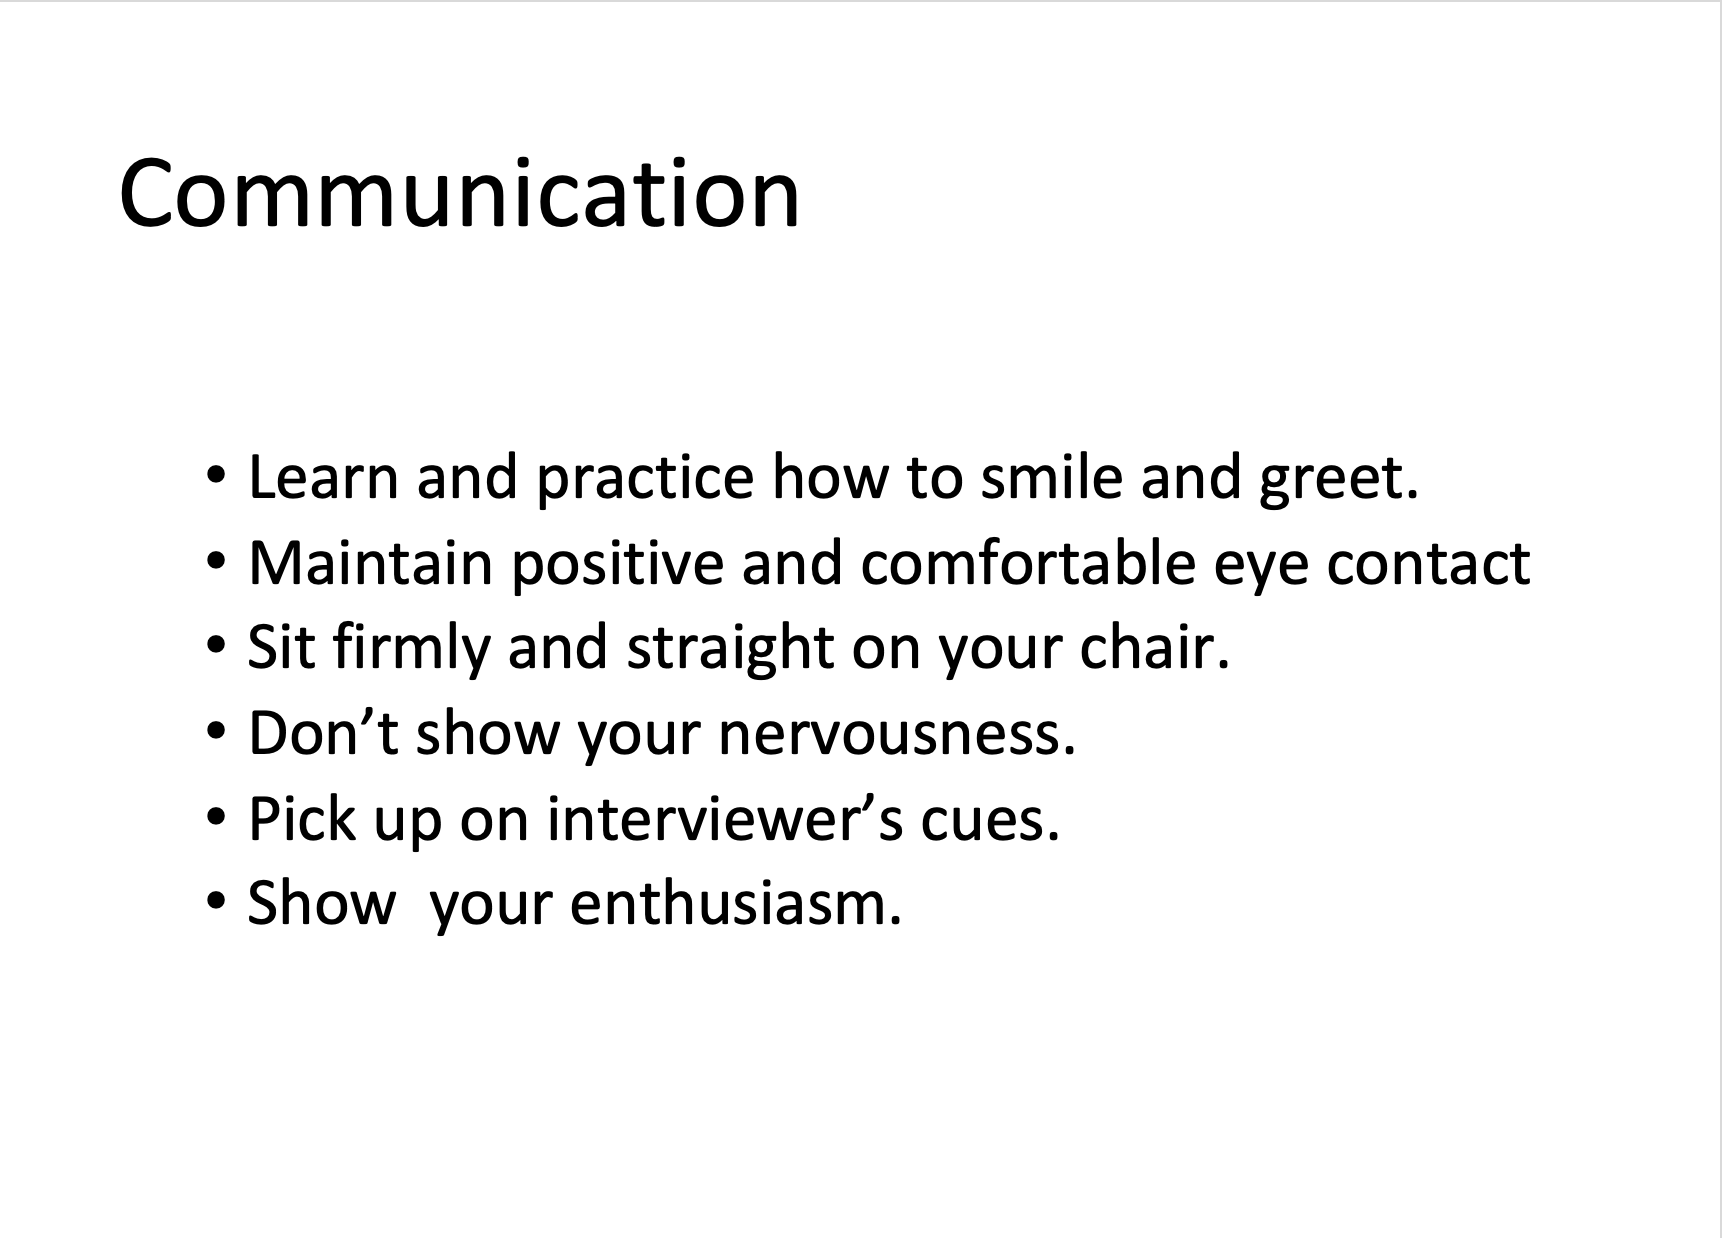 Communication
• Learn and practice how to smile and greet.
• Maintain positive and comfortable eye contact
• Sit firmly and straight on your chair.
• Don’t show your nervousness.
• Pick up on interviewer’s cues.
• Show  your enthusiasm.